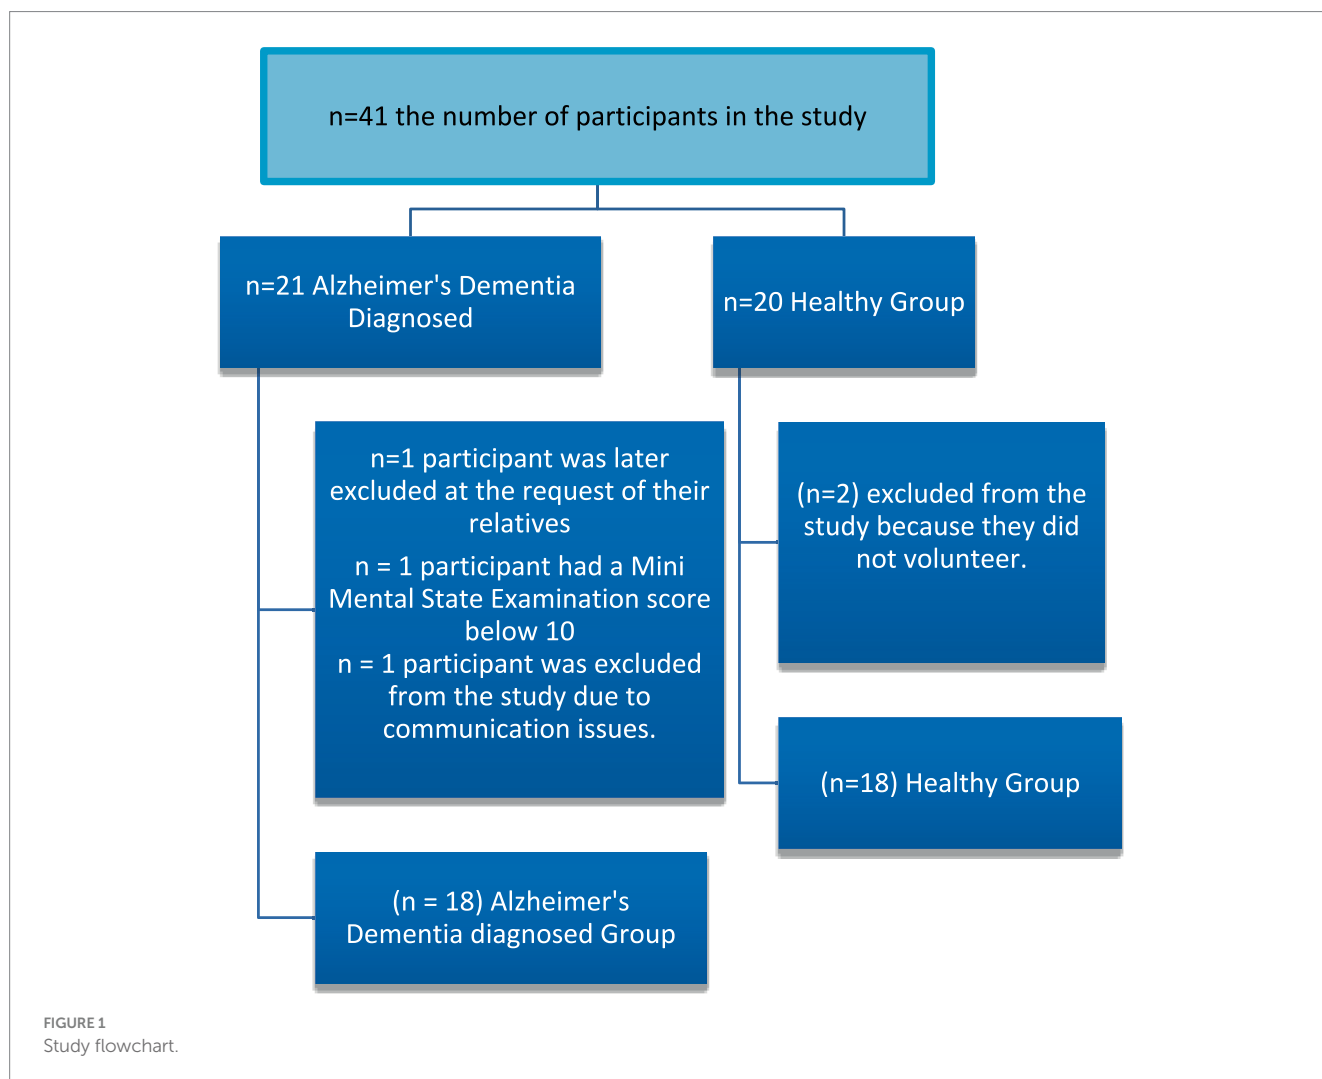 n=41 the number of participants in the study
n=21 Alzheimer's Dementia
Diagnosed
n=20 Healthy Group
n=1 participant was later
excluded at the request of their
relatives
n = 1 participant had a Mini
Mental State Examination score
below 10
n = 1 participant was excluded
from the study due to
communication issues.
(n=2) excluded from the
study because they did
not volunteer.
(n=18) Healthy Group
(n = 18) Alzheimer's
Dementia diagnosed Group
FIGURE 1
Study flowchart.